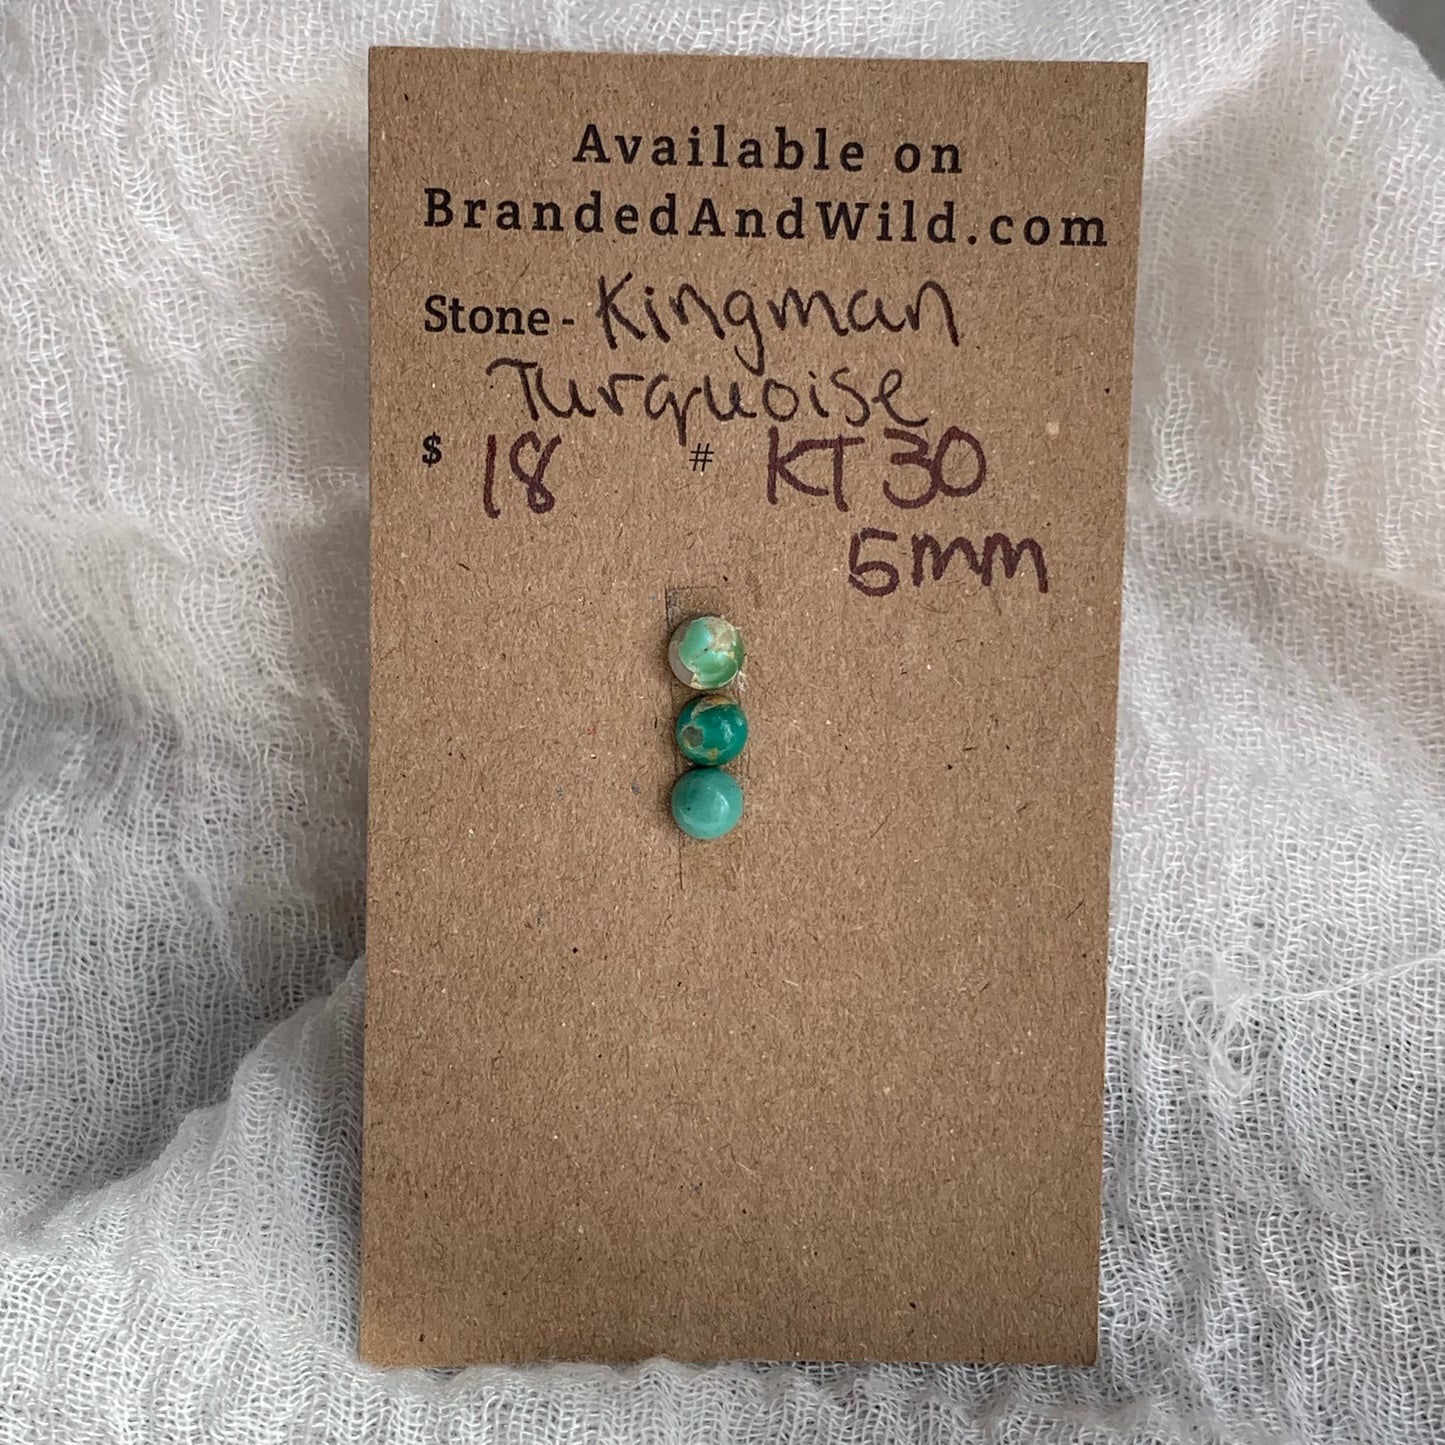 Available on
BrandedAndWild.com
Stone - Kingman
Turquoise
$ 18 # KT30
5mm